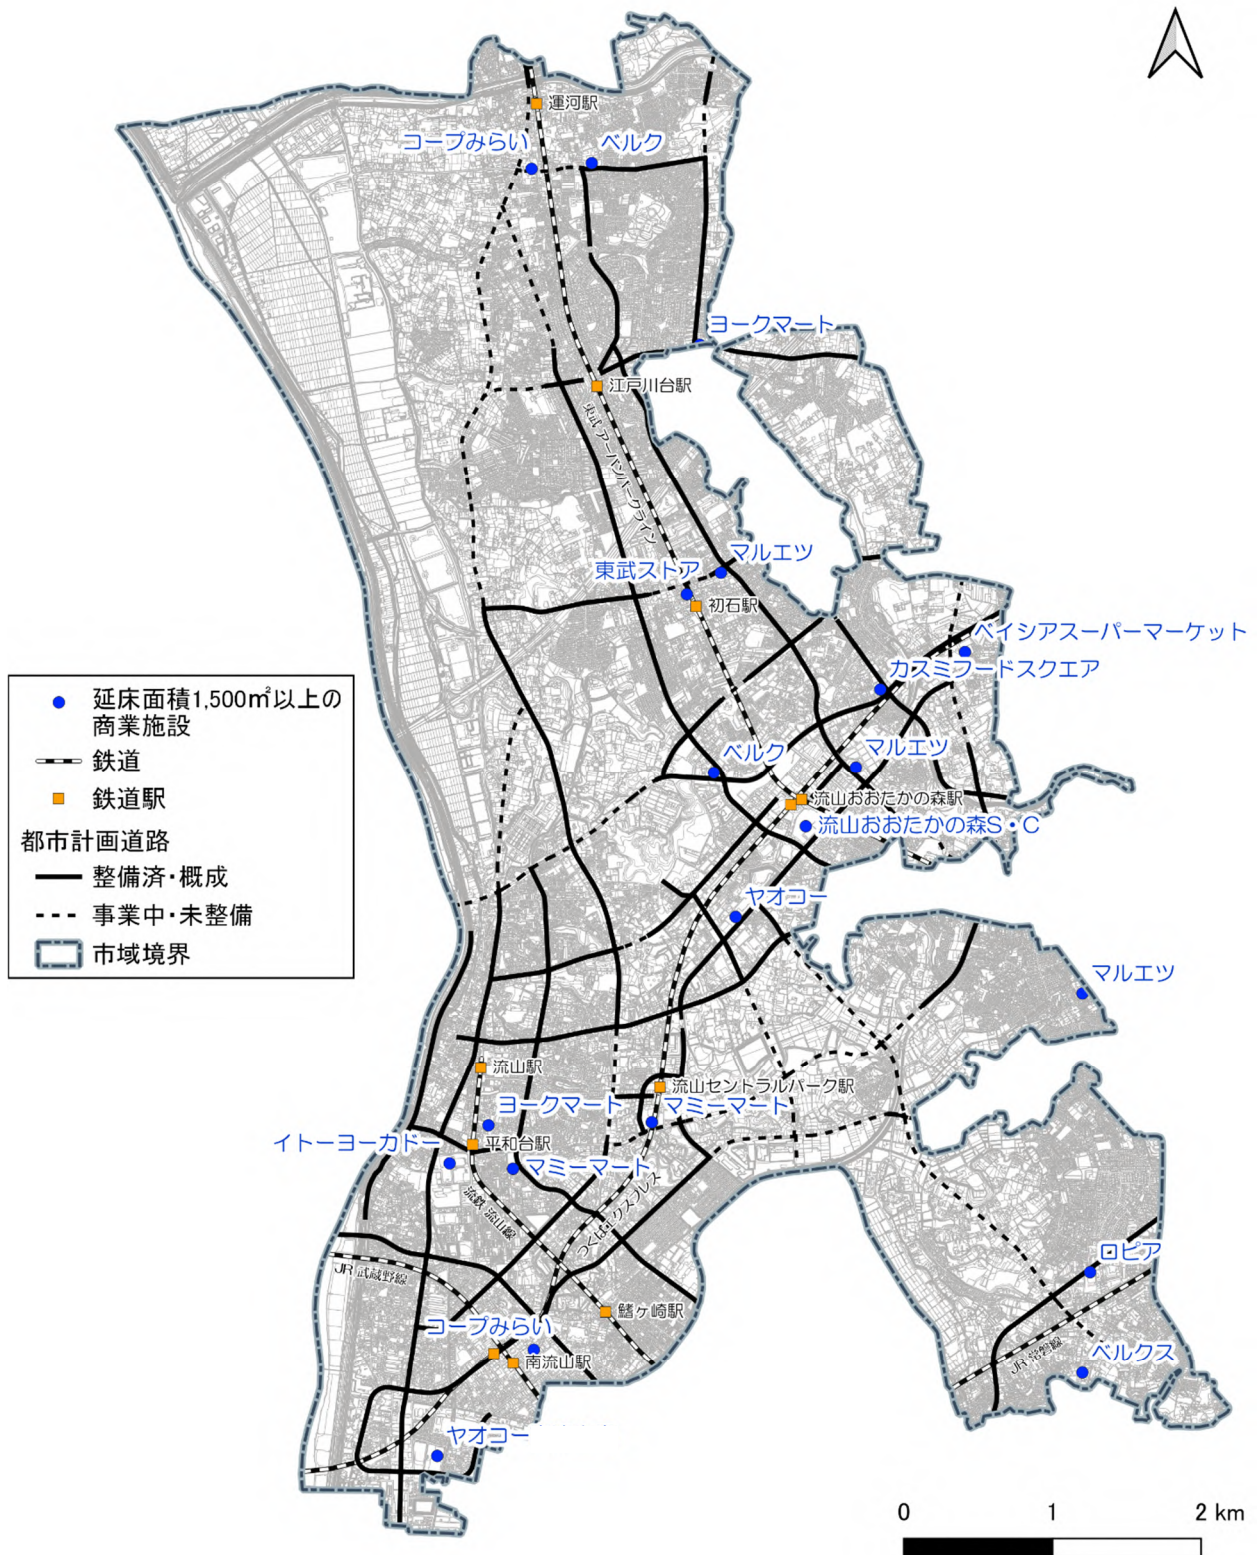 運河駅
コープみらい
ベルク
ヨークマート
江戸川台駅
東武 アーバンパークライン
マルエツ
東武ストア
初石駅
ベイシアスーパーマーケット
カスミフードスクエア
延床面積1,500㎡以上の
商業施設
鉄道
鉄道駅
都市計画道路
整備済・概成
事業中・未整備
市域境界
ベルク
マルエツ
流山おおたかの森駅
流山おおたかの森S・C
ヤオコー
マルエツ
流山駅
流山セントラルパーク駅
ヨークマート
マミーマート
イトーヨーカドー
平和台駅
マミーマート
流鉄 流山線
つくばエクスプレス
JR 武蔵野線
ロピア
鰭ヶ崎駅
コープみらい
南流山駅
JR 常磐線
ベルクス
ヤオコー
0 1 2 km